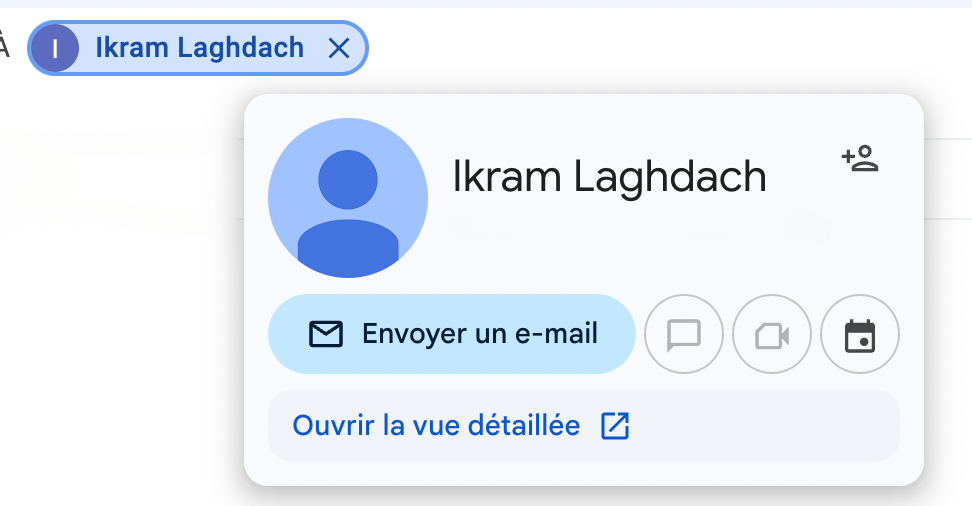 À
I
Ikram Laghdach
Ikram Laghdach
Envoyer un e-mail
Ouvrir la vue détaillée